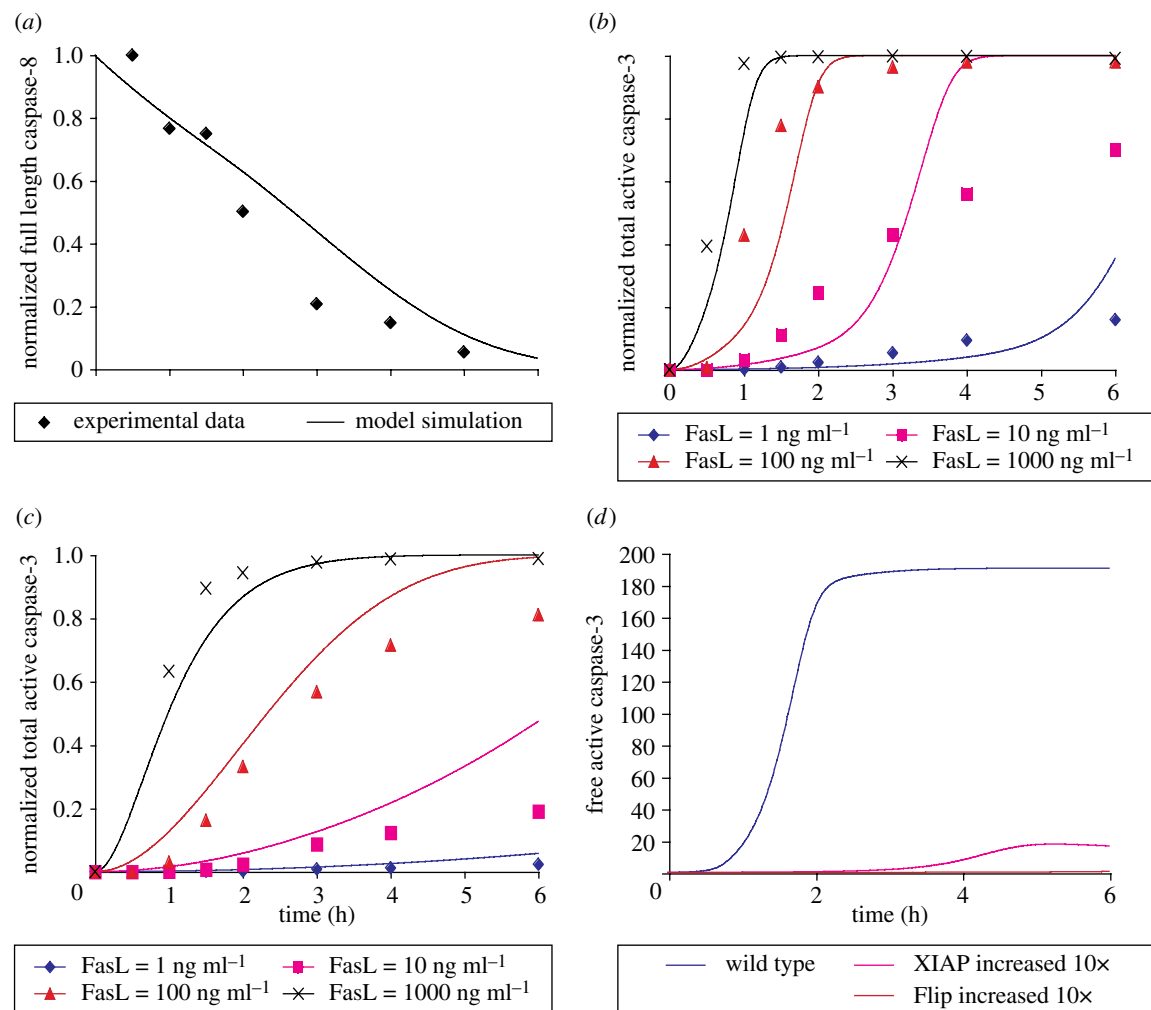 (a)
normalized full length caspase-8
1.0
0.8
0.6
0.4
0.2
0
experimental data model simulation
(b)
normalized total active caspase-3
0 1 2 3 4 5 6
FasL = 1 ng ml⁻¹ FasL = 10 ng ml⁻¹
FasL = 100 ng ml⁻¹ FasL = 1000 ng ml⁻¹
(c)
normalized total active caspase-3
1.0
0.8
0.6
0.4
0.2
0 1 2 3 4 5 6
time (h)
FasL = 1 ng ml⁻¹ FasL = 10 ng ml⁻¹
FasL = 100 ng ml⁻¹ FasL = 1000 ng ml⁻¹
(d)
free active caspase-3
200
180
160
140
120
100
80
60
40
20
0 2 4 6
time (h)
wild type XIAP increased 10×
Flip increased 10×